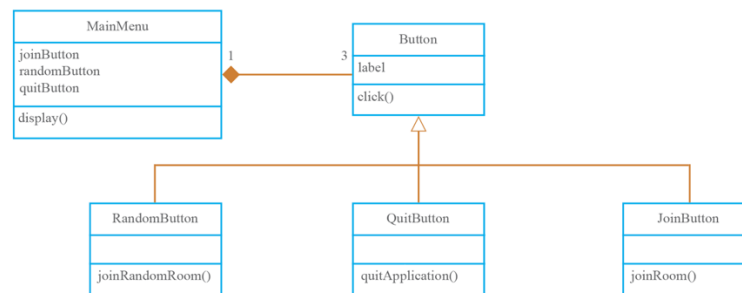 MainMenu
joinButton
randomButton
quitButton
display()
1
3
Button
label
click()
RandomButton
joinRandomRoom()
QuitButton
quitApplication()
JoinButton
joinRoom()